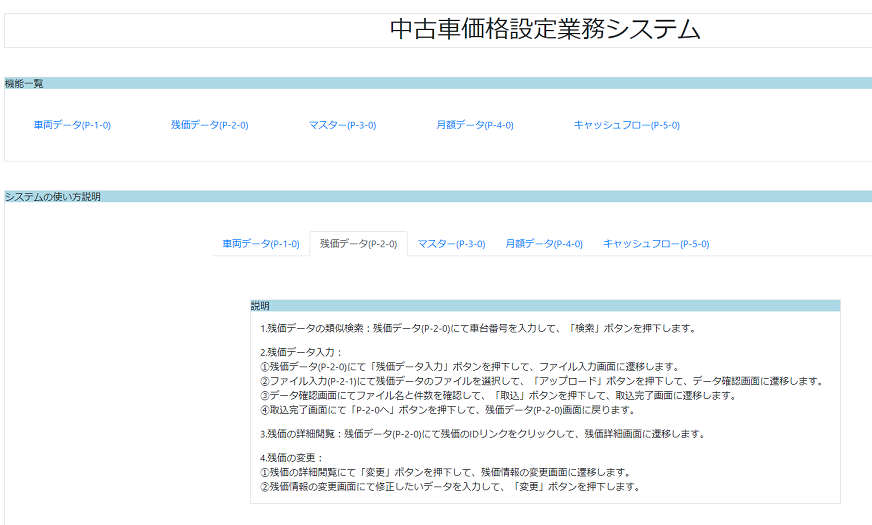 中古車価格設定業務システム
機能一覧
車両データ(P-1-0) 残価データ(P-2-0) マスター(P-3-0) 月額データ(P-4-0) キャッシュフロー(P-5-0)
システムの使い方説明
車両データ(P-1-0) 残価データ(P-2-0) マスター(P-3-0) 月額データ(P-4-0) キャッシュフロー(P-5-0)
説明
1.残価データの類似検索：残価データ(P-2-0)にて車台番号を入力して、「検索」ボタンを押下します。
2.残価データ入力：
①残価データ(P-2-0)にて「残価データ入力」ボタンを押下して、ファイル入力画面に遷移します。
②ファイル入力(P-2-1)にて残価データのファイルを選択して、「アップロード」ボタンを押下して、データ確認画面に遷移します。
③データ確認画面にてファイル名と件数を確認して、「取込」ボタンを押下して、取込完了画面に遷移します。
④取込完了画面にて「P-2-0へ」ボタンを押下して、残価データ(P-2-0)画面に戻ります。
3.残価の詳細閲覧：残価データ(P-2-0)にて残価のIDリンクをクリックして、残価詳細画面に遷移します。
4.残価の変更：
①残価の詳細閲覧にて「変更」ボタンを押下して、残価情報の変更画面に遷移します。
②残価情報の変更画面にて修正したいデータを入力して、「変更」ボタンを押下します。